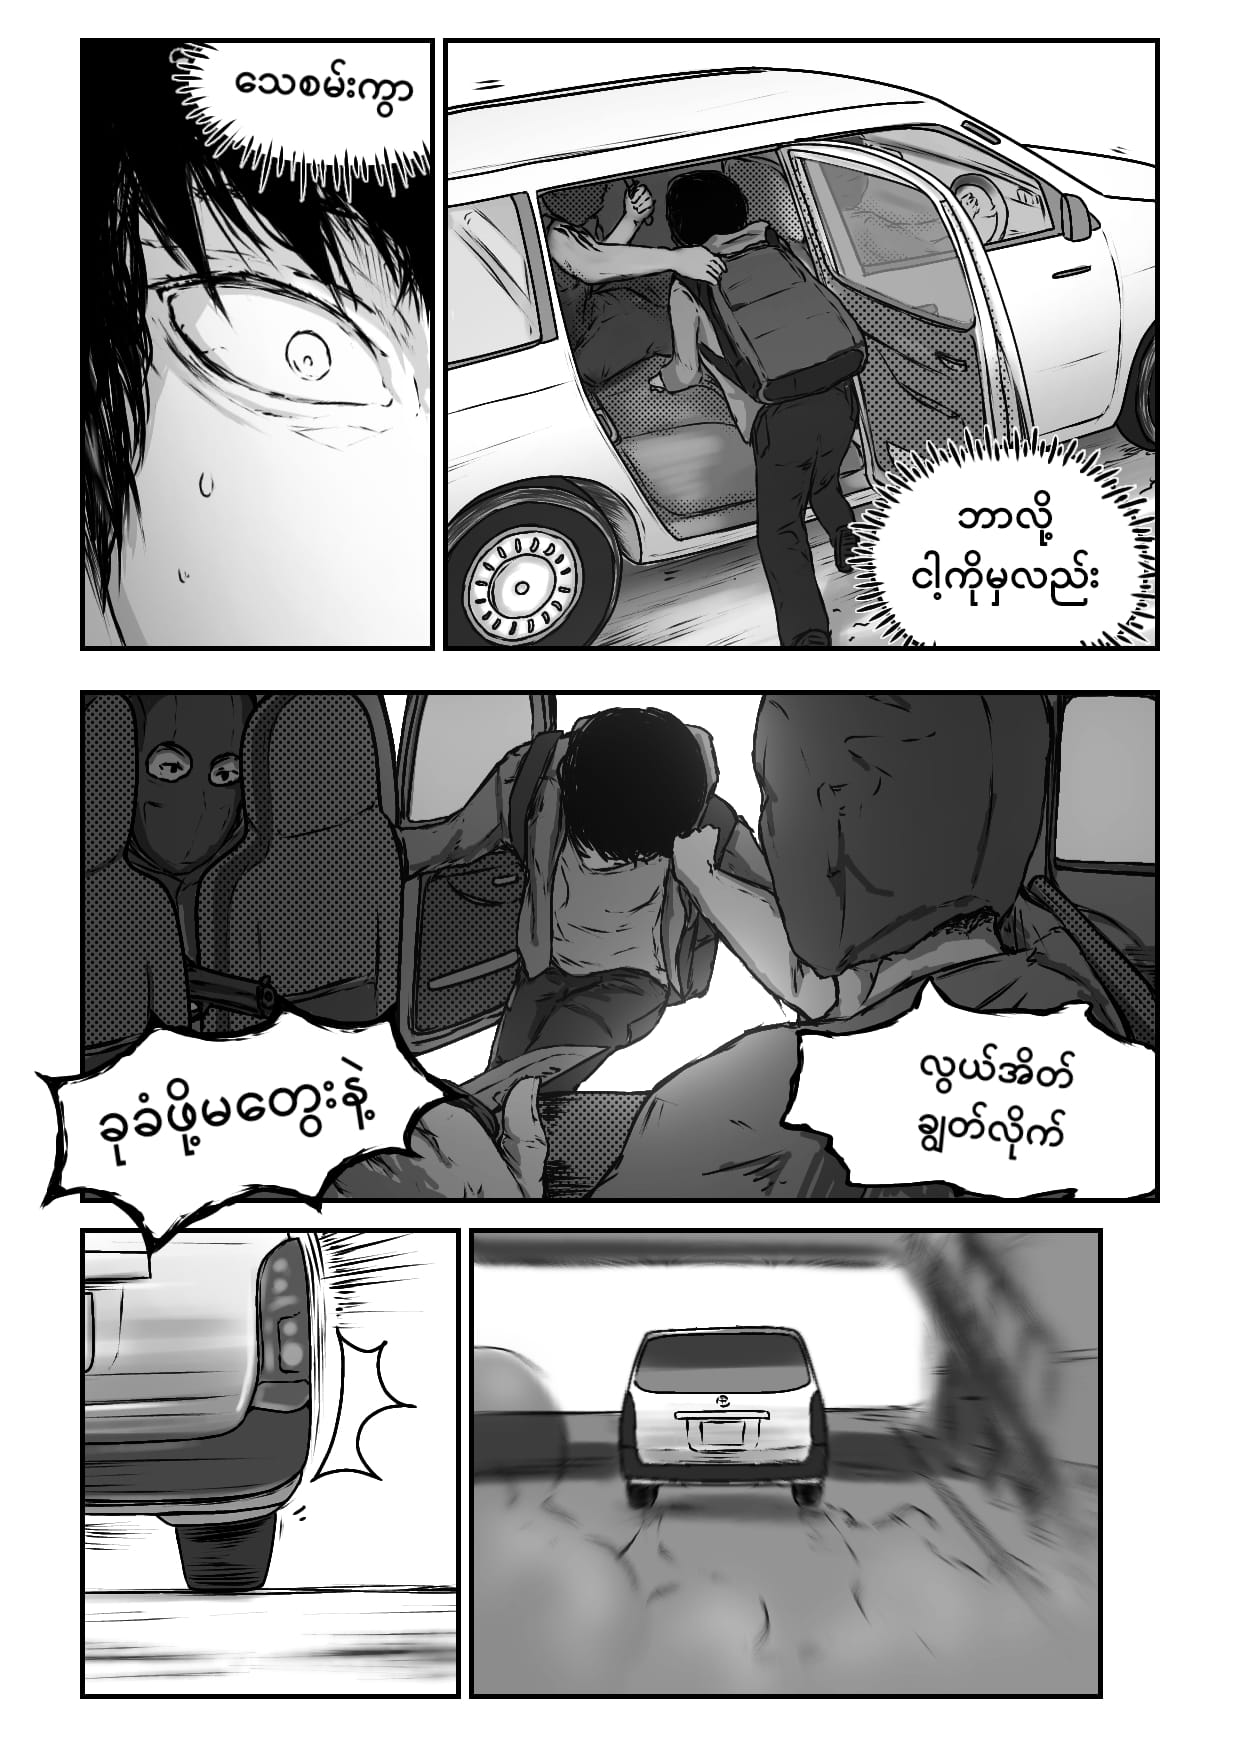 သေစမ်းကွာ
ဘာလို့
ငါ့ကိုမှလည်း
ခုခံဖို့မတွေးနဲ့
လွယ်အိတ်
ချွတ်လိုက်